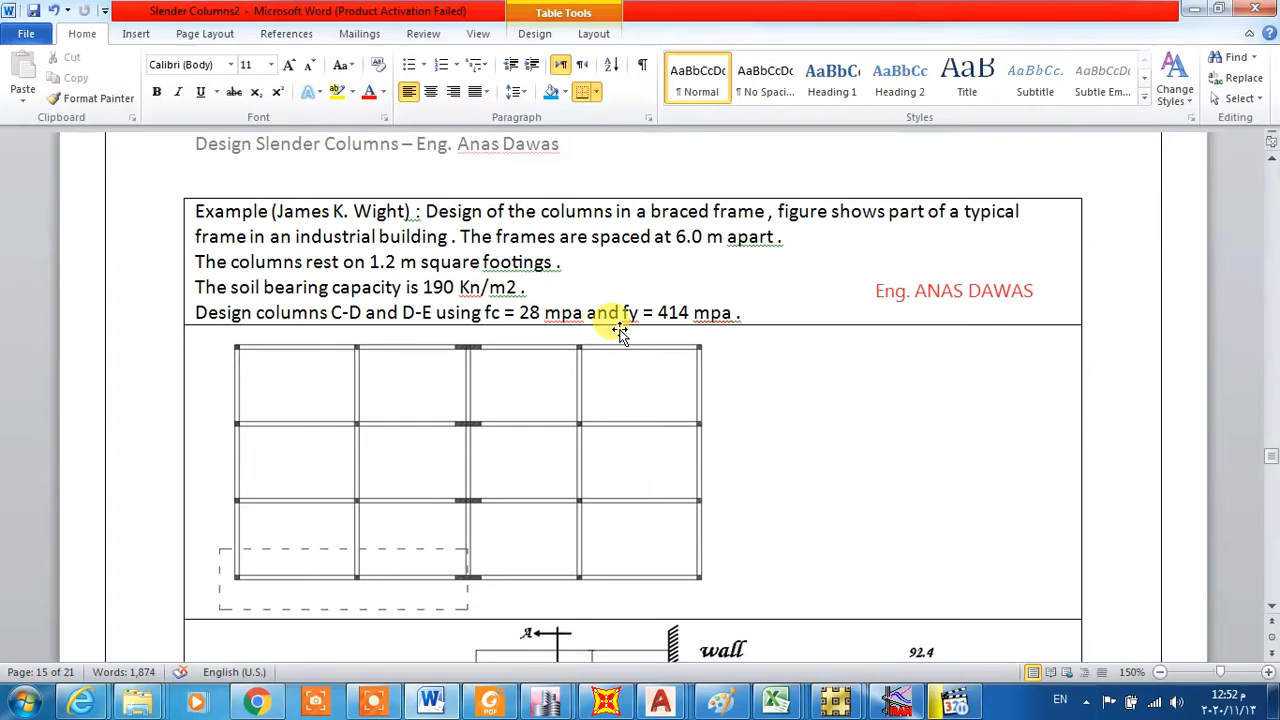 Slender Columns2 - Microsoft Word (Product Activation Failed)
Table Tools
File
Home
Insert
Page Layout
References
Mailings
Review
View
Design
Layout
Paste
Cut
Copy
Format Painter
Clipboard
Calibri (Body)
11
Font
Paragraph
AaBbCcDc
¶ Normal
AaBbCcDc
¶ No Spaci...
AaBbC
Heading 1
AaBbCc
Heading 2
AaB
Title
AaBbCc.
Subtitle
AaBbCcDc
Subtle Em...
Change
Styles
Styles
Find
Replace
Select
Editing
Design Slender Columns – Eng. Anas Dawas
Example (James K. Wight) : Design of the columns in a braced frame , figure shows part of a typical
frame in an industrial building . The frames are spaced at 6.0 m apart .
The columns rest on 1.2 m square footings .
The soil bearing capacity is 190 Kn/m2 .
Eng. ANAS DAWAS
Design columns C-D and D-E using fc = 28 mpa and fy = 414 mpa .
A
wall
92.4
Page: 15 of 21
Words: 1,874
English (U.S.)
150%
EN
م 12:52
٢٠٢٠/١١/١٣